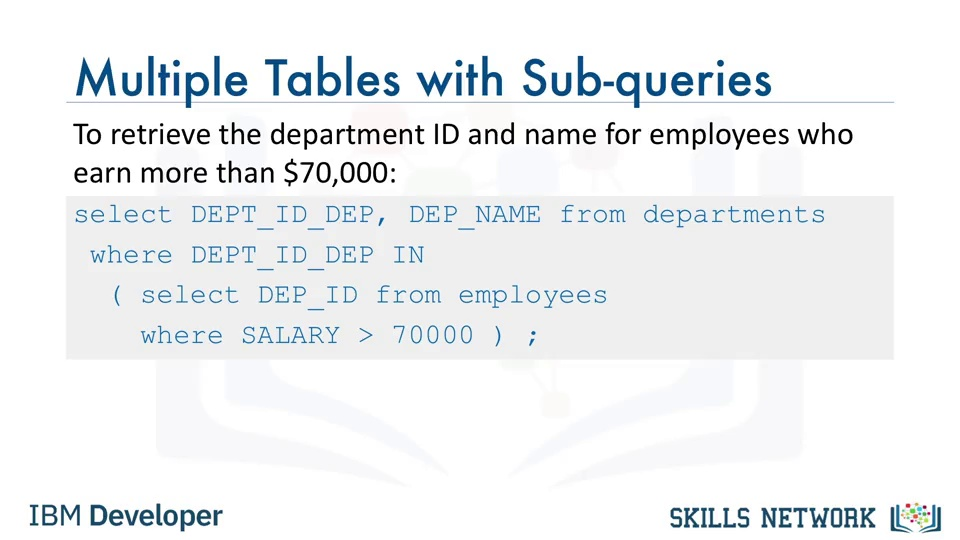 Multiple Tables with Sub-queries
To retrieve the department ID and name for employees who
earn more than $70,000:
select DEPT_ID_DEP, DEP_NAME from departments
where DEPT_ID_DEP IN
( select DEP_ID from employees
where SALARY > 70000 ) ;
IBM Developer
SKILLS NETWORK